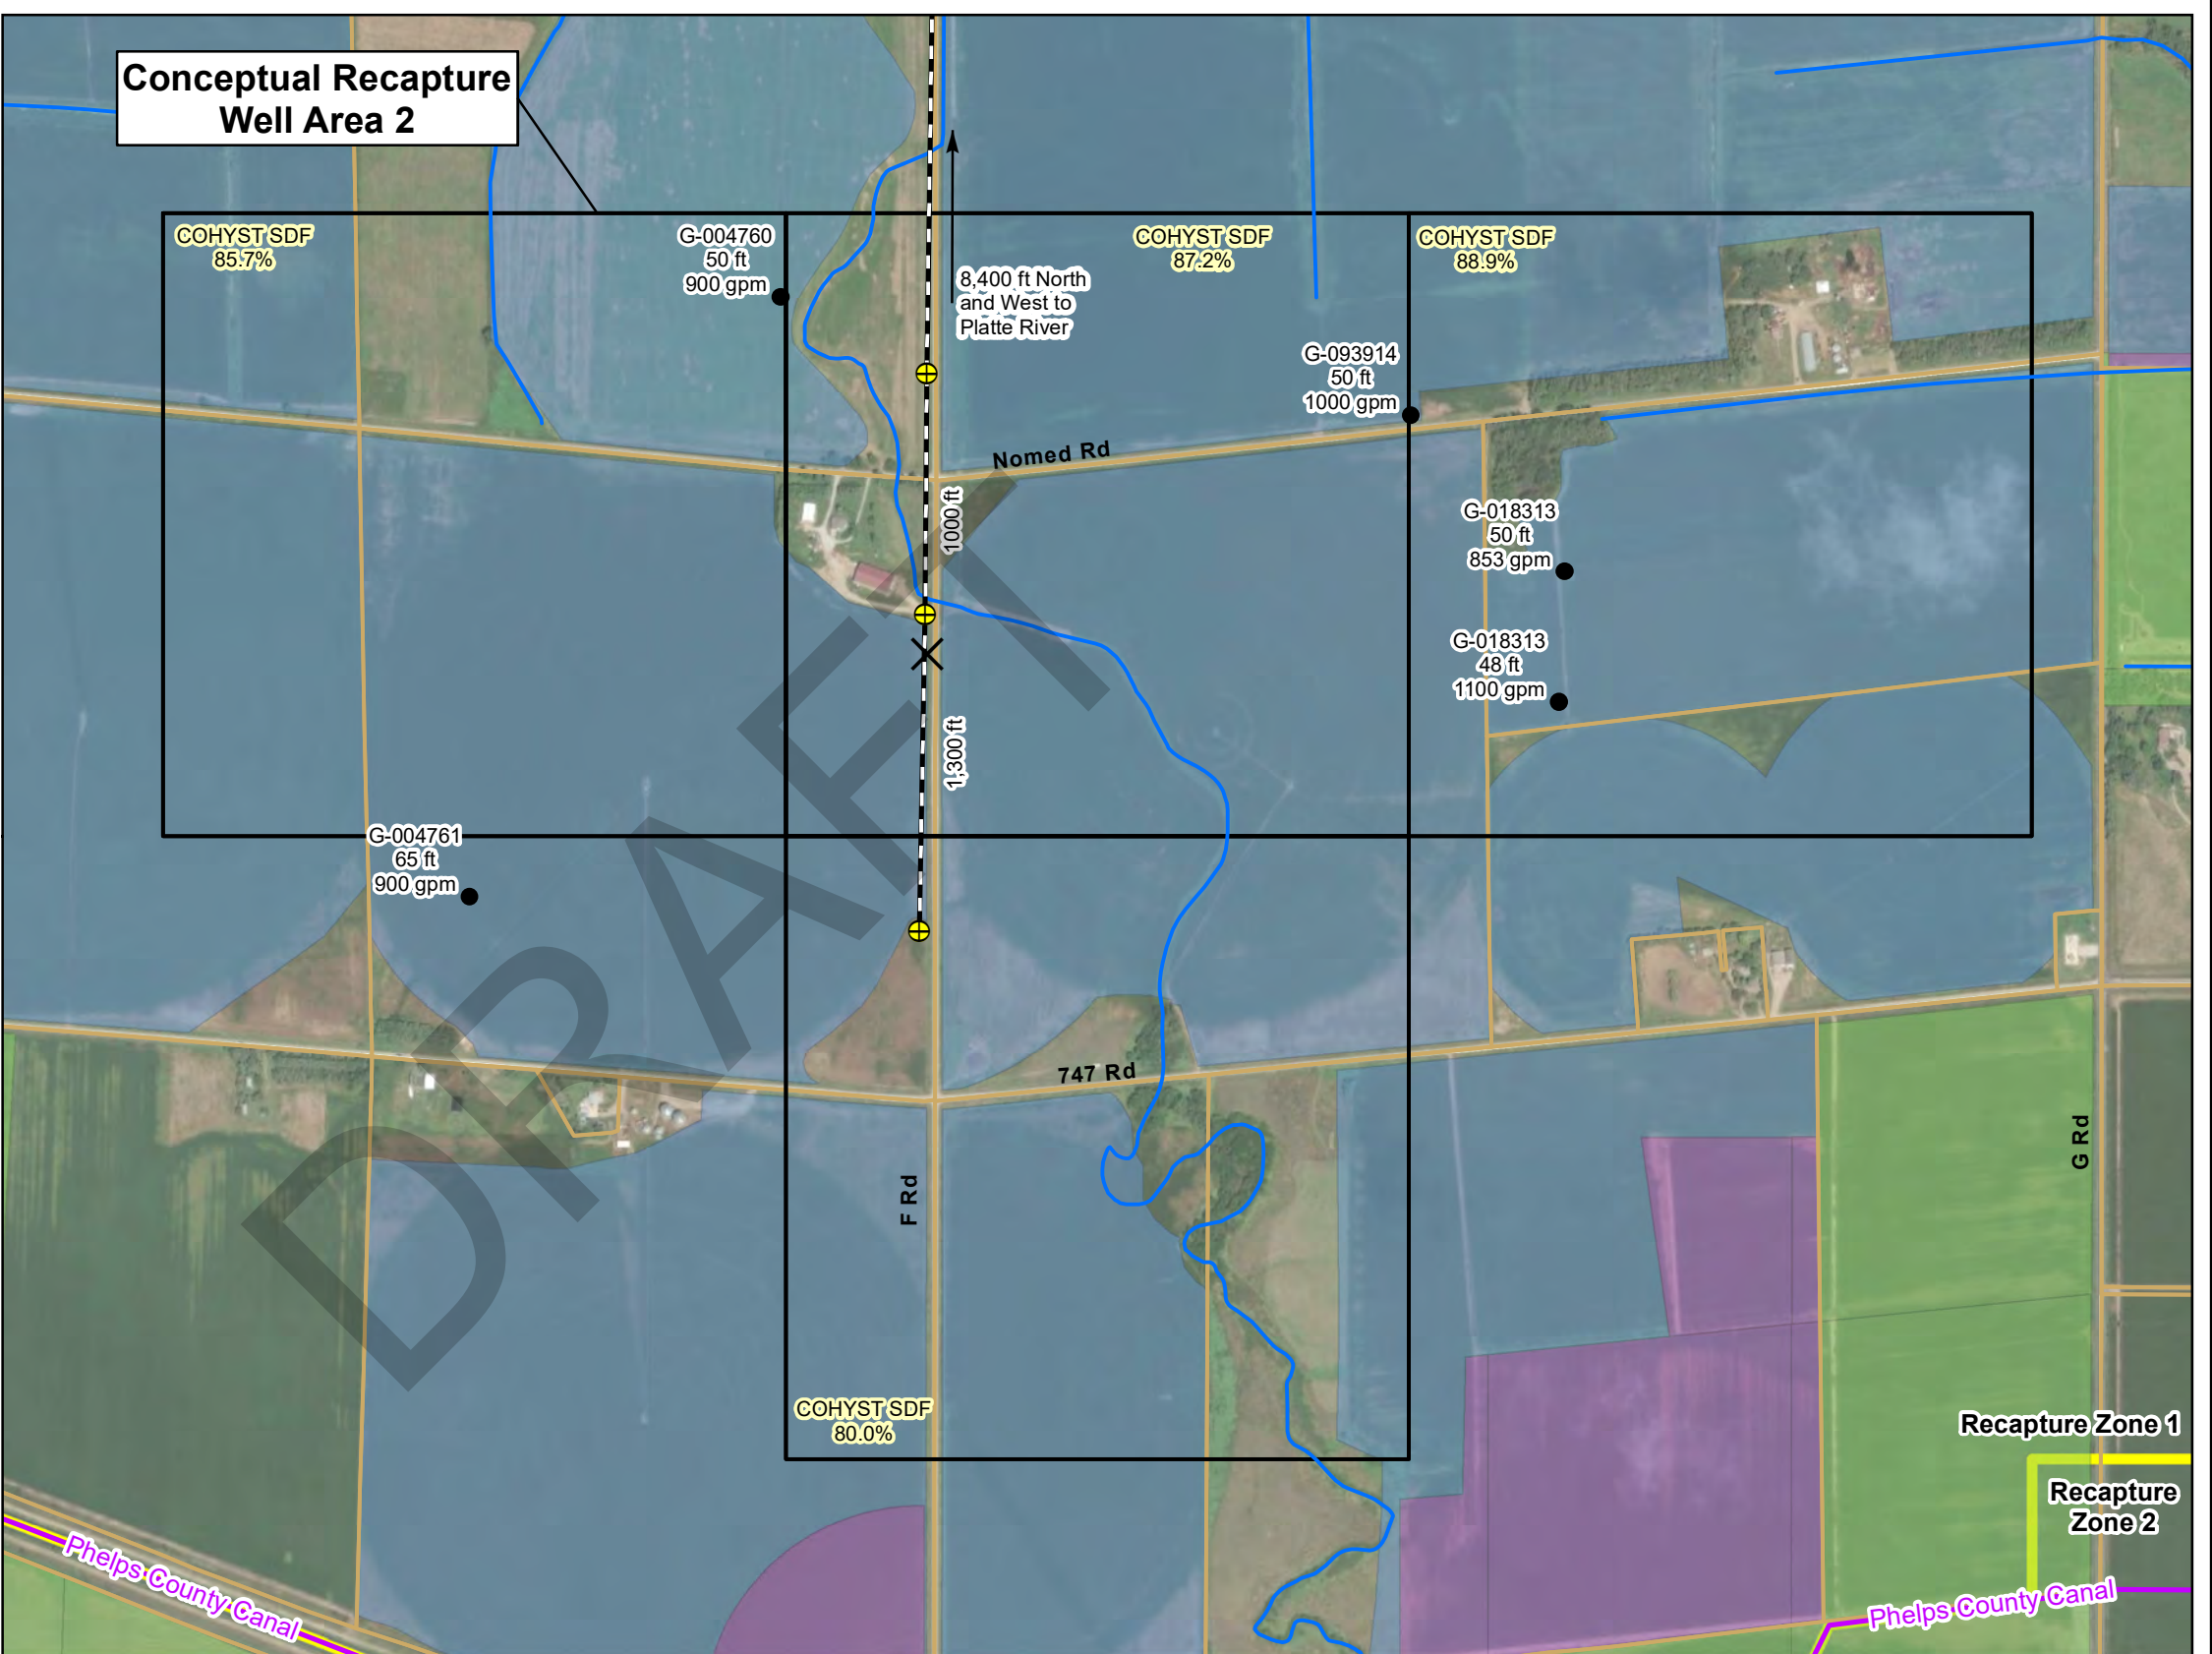 Conceptual Recapture
Well Area 2
COHYST SDF
85.7%
G-004760
50 ft
900 gpm
COHYST SDF
87.2%
COHYST SDF
88.9%
8,400 ft North
and West to
Platte River
G-093914
50 ft
1000 gpm
Nomed Rd
1000 ft
G-018313
50 ft
853 gpm
G-018313
48 ft
1100 gpm
1,300 ft
G-004761
65 ft
900 gpm
DRAFT
747 Rd
F Rd
G Rd
COHYST SDF
80.0%
Recapture Zone 1
Recapture
Zone 2
Phelps County Canal
Phelps County Canal